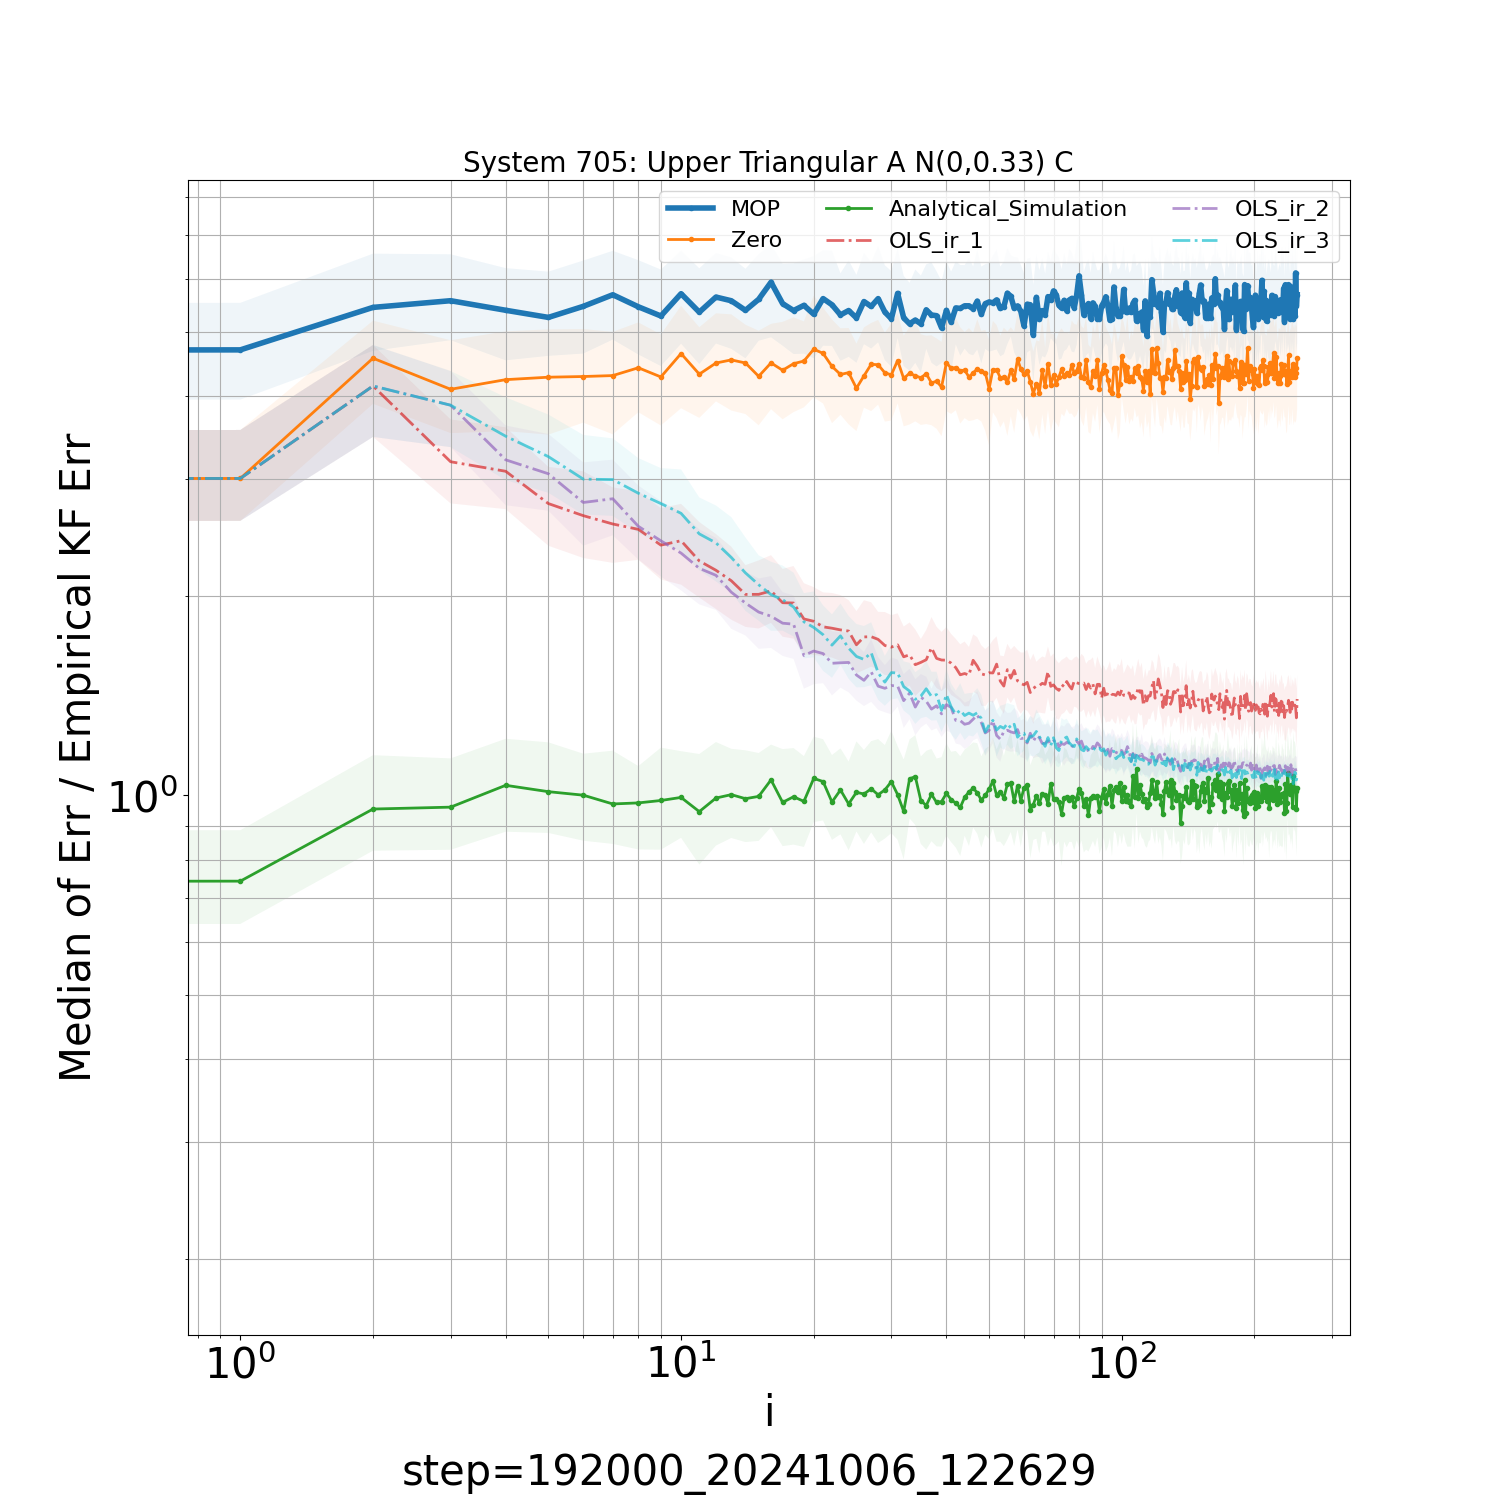 System 705: Upper Triangular A N(0,0.33) C
MOP
Zero
Analytical_Simulation
OLS_ir_1
OLS_ir_2
OLS_ir_3
Median of Err / Empirical KF Err
10⁰
10⁰ 10¹ 10²
i
step=192000_20241006_122629